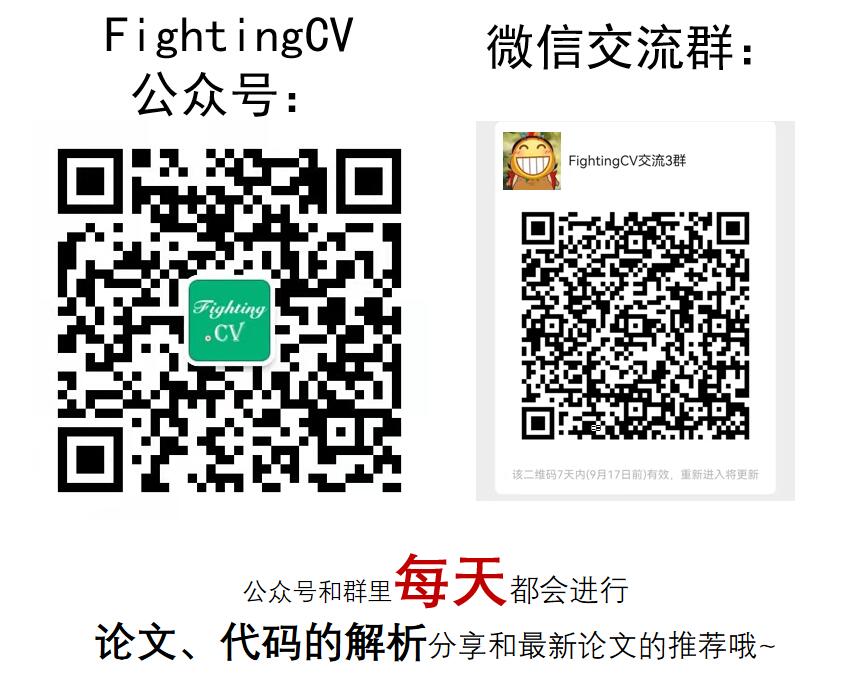 FightingCV
公众号：
微信交流群：
Fighting
.CV
FightingCV交流3群
该二维码7天内(9月17日前)有效，重新进入将更新
公众号和群里每天都会进行
论文、代码的解析分享和最新论文的推荐哦~